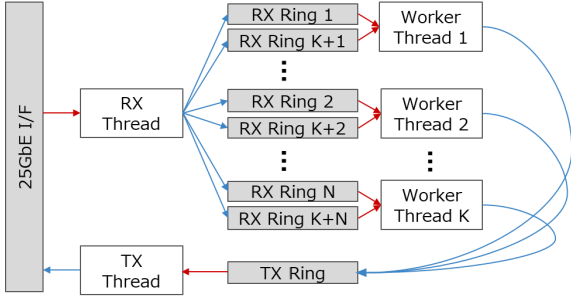 25GbE I/F
RX
Thread
RX Ring 1
RX Ring K+1
Worker
Thread 1
RX Ring 2
RX Ring K+2
Worker
Thread 2
RX Ring N
RX Ring K+N
Worker
Thread K
TX
Thread
TX Ring